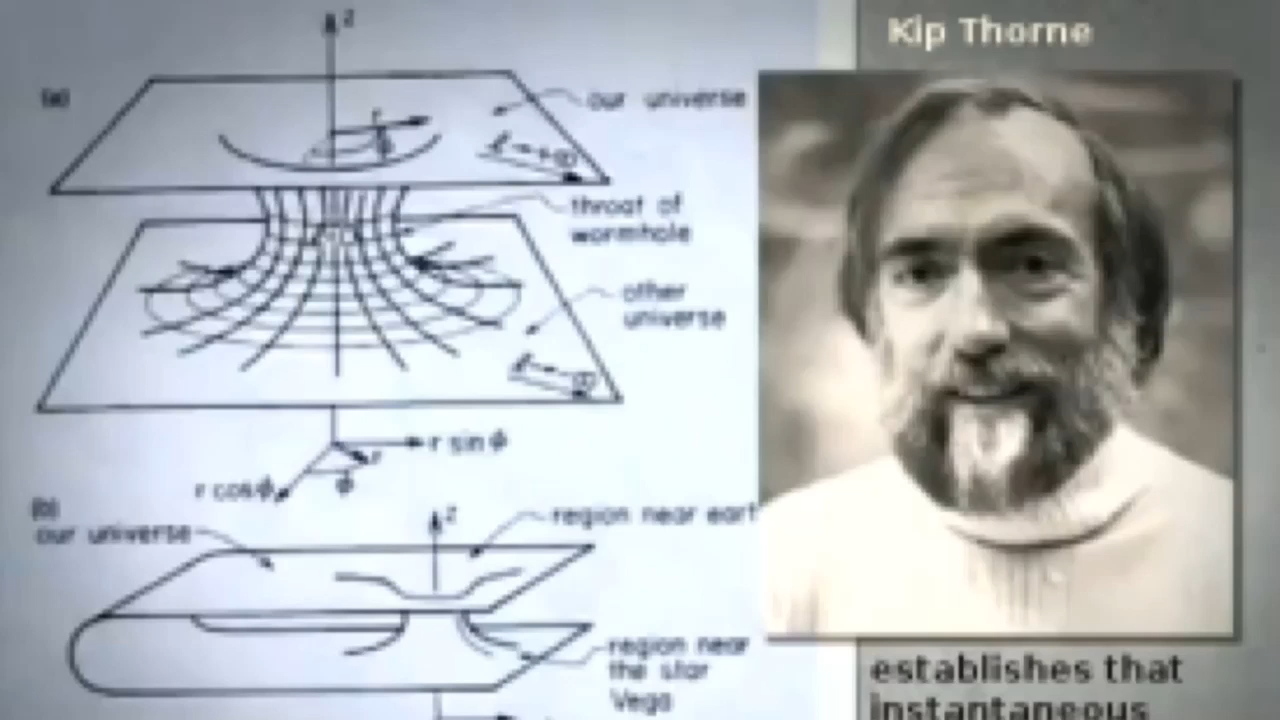 Kip Thorne
(a)
z
our universe
r
throat of
wormhole
other
universe
r sin ϕ
r
r cos ϕ
ϕ
(b)
z
our universe
region near eart
region near
the star
Vega
establishes that
instantaneous